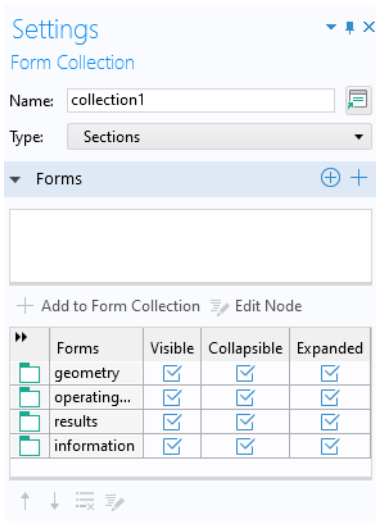 Settings
Form Collection
Name: collection1
Type: Sections
Forms
Add to Form Collection Edit Node
Forms Visible Collapsible Expanded
geometry
operating...
results
information